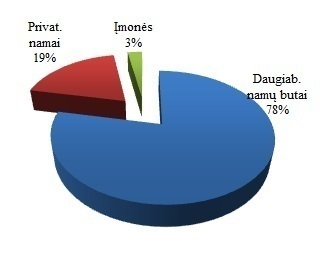 Privat.
namai
19%
Įmonės
3%
Daugiab.
namų butai
78%